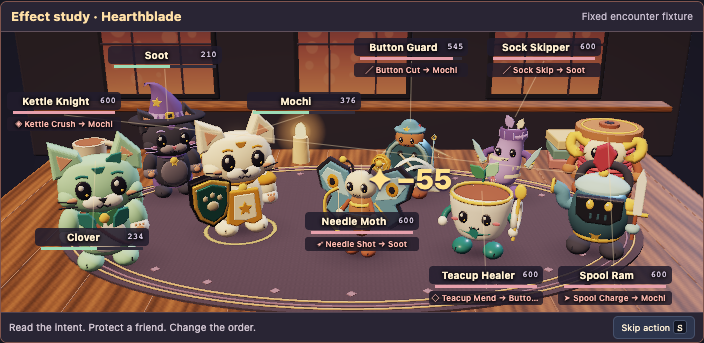 Effect study · Hearthblade
Fixed encounter fixture
Soot 210
Button Guard 545
Button Cut → Mochi
Sock Skipper 600
Sock Skip → Soot
Kettle Knight 600
Kettle Crush → Mochi
Mochi 376
-55
Needle Moth 600
Needle Shot → Soot
Clover 234
Teacup Healer 600
Teacup Mend → Butto...
Spool Ram 600
Spool Charge → Mochi
Read the intent. Protect a friend. Change the order.
Skip action S